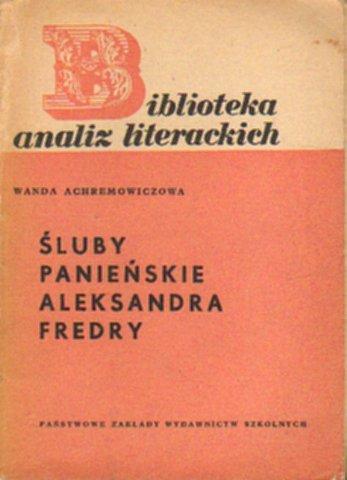 Biblioteka
analiz literackich
WANDA ACHREMOWICZOWA
ŚLUBY
PANIEŃSKIE
ALEKSANDRA
FREDRY
PAŃSTWOWE ZAKŁADY WYDAWNICTW SZKOLNYCH